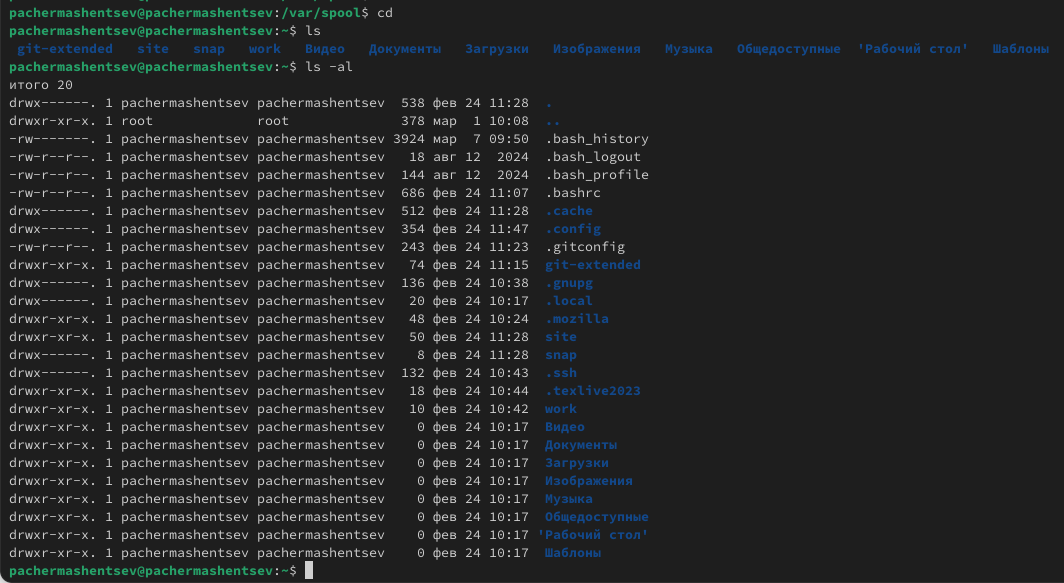 pachermashentsev@pachermashentsev:/var/spool$ cd
pachermashentsev@pachermashentsev:~$ ls
git-extended site snap work Видео Документы Загрузки Изображения Музыка Общедоступные 'Рабочий стол' Шаблоны
pachermashentsev@pachermashentsev:~$ ls -al
итого 20
drwx------. 1 pachermashentsev pachermashentsev 538 фев 24 11:28 .
drwxr-xr-x. 1 root root 378 мар 1 10:08 ..
-rw-------. 1 pachermashentsev pachermashentsev 3924 мар 7 09:50 .bash_history
-rw-r--r--. 1 pachermashentsev pachermashentsev 18 авг 12 2024 .bash_logout
-rw-r--r--. 1 pachermashentsev pachermashentsev 144 авг 12 2024 .bash_profile
-rw-r--r--. 1 pachermashentsev pachermashentsev 686 фев 24 11:07 .bashrc
drwx------. 1 pachermashentsev pachermashentsev 512 фев 24 11:28 .cache
drwx------. 1 pachermashentsev pachermashentsev 354 фев 24 11:47 .config
-rw-r--r--. 1 pachermashentsev pachermashentsev 243 фев 24 11:23 .gitconfig
drwxr-xr-x. 1 pachermashentsev pachermashentsev 74 фев 24 11:15 git-extended
drwx------. 1 pachermashentsev pachermashentsev 136 фев 24 10:38 .gnupg
drwx------. 1 pachermashentsev pachermashentsev 20 фев 24 10:17 .local
drwxr-xr-x. 1 pachermashentsev pachermashentsev 48 фев 24 10:24 .mozilla
drwxr-xr-x. 1 pachermashentsev pachermashentsev 50 фев 24 11:28 site
drwx------. 1 pachermashentsev pachermashentsev 8 фев 24 11:28 snap
drwx------. 1 pachermashentsev pachermashentsev 132 фев 24 10:43 .ssh
drwxr-xr-x. 1 pachermashentsev pachermashentsev 18 фев 24 10:44 .texlive2023
drwxr-xr-x. 1 pachermashentsev pachermashentsev 10 фев 24 10:42 work
drwxr-xr-x. 1 pachermashentsev pachermashentsev 0 фев 24 10:17 Видео
drwxr-xr-x. 1 pachermashentsev pachermashentsev 0 фев 24 10:17 Документы
drwxr-xr-x. 1 pachermashentsev pachermashentsev 0 фев 24 10:17 Загрузки
drwxr-xr-x. 1 pachermashentsev pachermashentsev 0 фев 24 10:17 Изображения
drwxr-xr-x. 1 pachermashentsev pachermashentsev 0 фев 24 10:17 Музыка
drwxr-xr-x. 1 pachermashentsev pachermashentsev 0 фев 24 10:17 Общедоступные
drwxr-xr-x. 1 pachermashentsev pachermashentsev 0 фев 24 10:17 'Рабочий стол'
drwxr-xr-x. 1 pachermashentsev pachermashentsev 0 фев 24 10:17 Шаблоны
pachermashentsev@pachermashentsev:~$